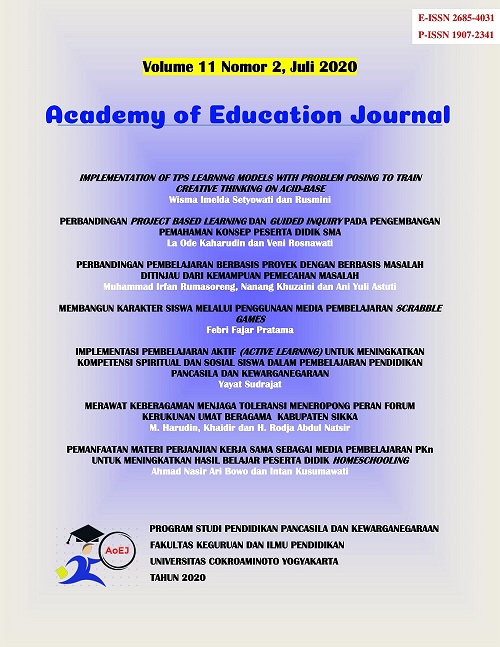 E-ISSN 2685-4031
P-ISSN 1907-2341
Volume 11 Nomor 2, Juli 2020
Academy of Education Journal
IMPLEMENTATION OF TPS LEARNING MODELS WITH PROBLEM POSING TO TRAIN
CREATIVE THINKING ON ACID-BASE
Wisma Imelda Setyowati dan Rusmini
PERBANDINGAN PROJECT BASED LEARNING DAN GUIDED INQUIRY PADA PENGEMBANGAN
PEMAHAMAN KONSEP PESERTA DIDIK SMA
La Ode Kaharudin dan Veni Rosnawati
PERBANDINGAN PEMBELAJARAN BERBASIS PROYEK DENGAN BERBASIS MASALAH
DITINJAU DARI KEMAMPUAN PEMECAHAN MASALAH
Muhammad Irfan Rumasoreng, Nanang Khuzaini dan Ani Yuli Astuti
MEMBANGUN KARAKTER SISWA MELALUI PENGGUNAAN MEDIA PEMBELAJARAN SCRABBLE
GAMES
Febri Fajar Pratama
IMPLEMENTASI PEMBELAJARAN AKTIF (ACTIVE LEARNING) UNTUK MENINGKATKAN
KOMPETENSI SPIRITUAL DAN SOSIAL SISWA DALAM PEMBELAJARAN PENDIDIKAN
PANCASILA DAN KEWARGANEGARAAN
Yayat Sudrajat
MERAWAT KEBERAGAMAN MENJAGA TOLERANSI MENEROPONG PERAN FORUM
KERUKUNAN UMAT BERAGAMA KABUPATEN SIKKA
M. Harudin, Khaidir dan H. Rodja Abdul Natsir
PEMANFAATAN MATERI PERJANJIAN KERJA SAMA SEBAGAI MEDIA PEMBELAJARAN PKn
UNTUK MENINGKATKAN HASIL BELAJAR PESERTA DIDIK HOMESCHOOLING
Ahmad Nasir Ari Bowo dan Intan Kusumawati
AoEJ
PROGRAM STUDI PENDIDIKAN PANCASILA DAN KEWARGANEGARAAN
FAKULTAS KEGURUAN DAN ILMU PENDIDIKAN
UNIVERSITAS COKROAMINOTO YOGYAKARTA
TAHUN 2020